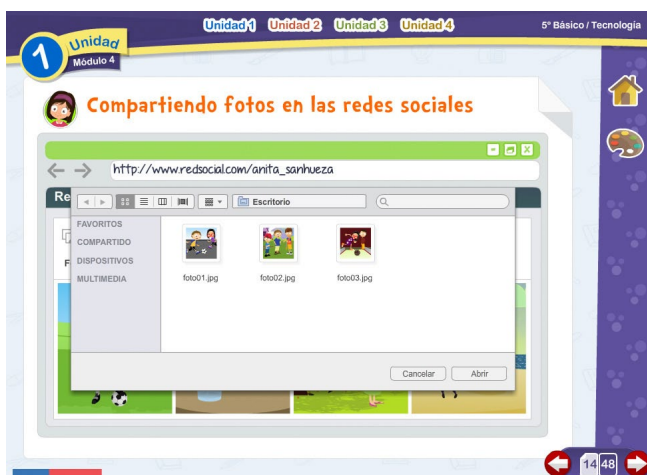 Unidad 1 Unidad 2 Unidad 3 Unidad 4
5° Básico / Tecnología
1 Unidad
Módulo 4
Compartiendo fotos en las redes sociales
http://www.redsocial.com/anita_sanhueza
Re
Escritorio
FAVORITOS
COMPARTIDO
DISPOSITIVOS
MULTIMEDIA
F
foto01.jpg foto02.jpg foto03.jpg
Cancelar Abrir
14 48